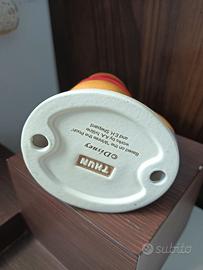 THUN
©Disney
Based on the "Winnie the Pooh"
works by A.A. Milne
and E.H. Shepard
subito